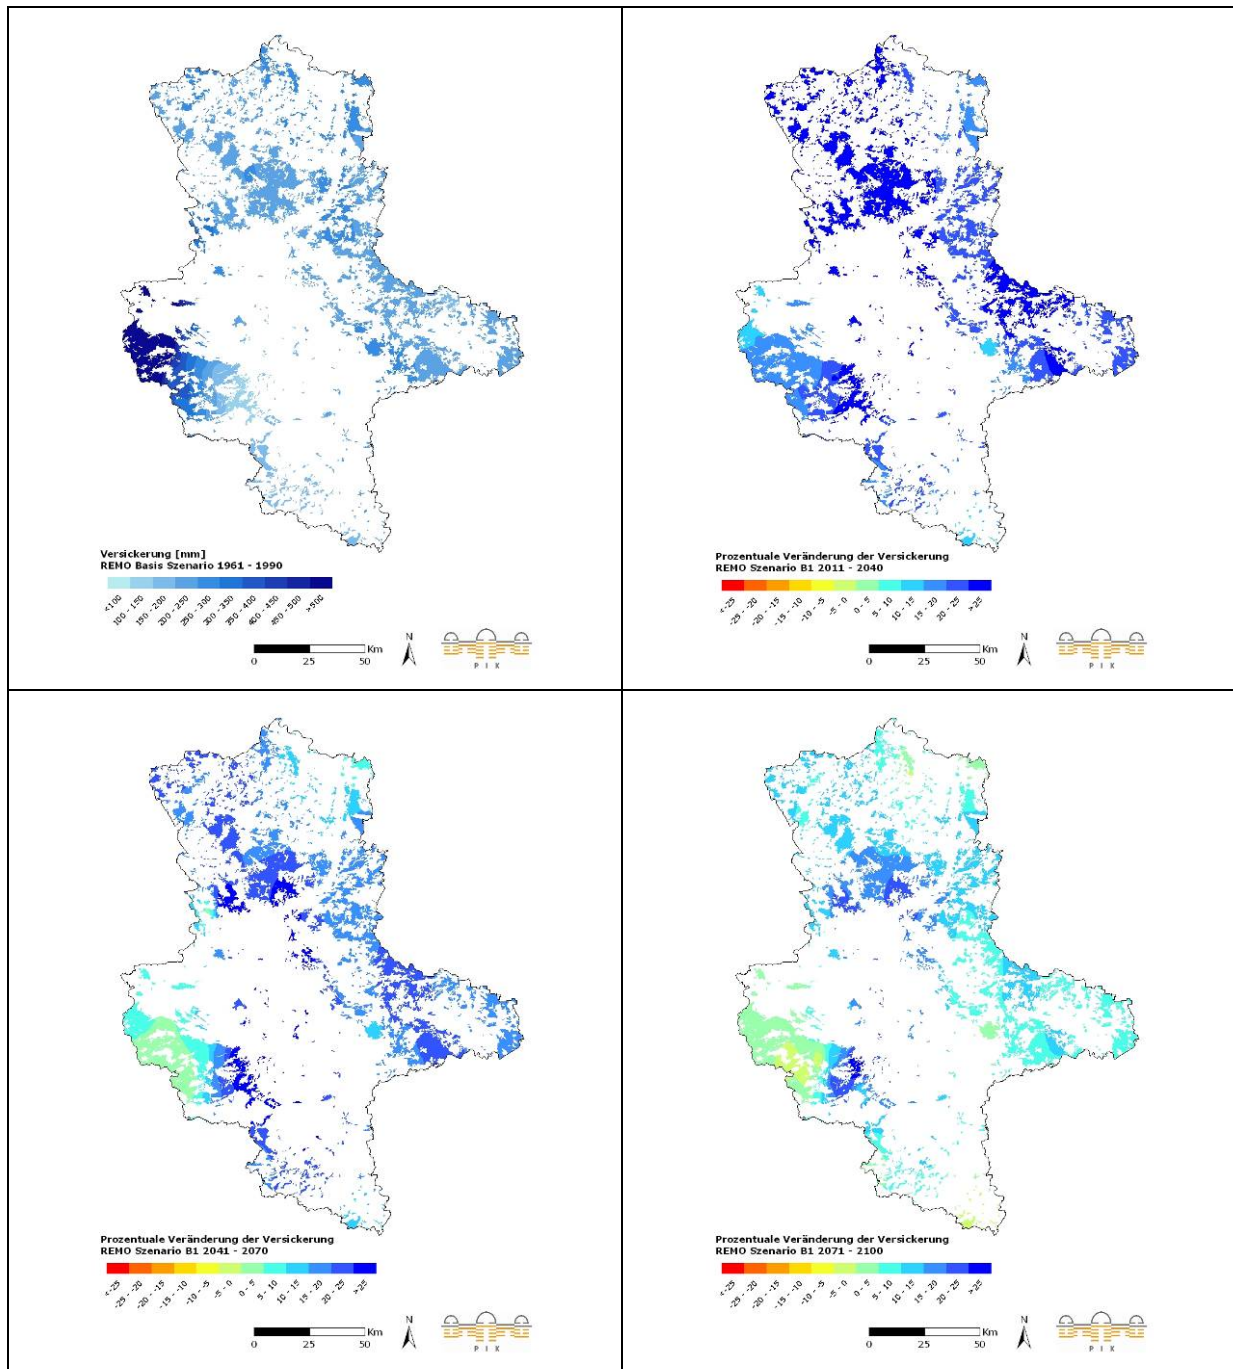 Versickerung [mm]
REMO Basis Szenario 1961 - 1990
<100
100 - 150
150 - 200
200 - 250
250 - 300
300 - 350
350 - 400
400 - 450
450 - 500
>500
0 25 50 Km
N
P I K
Prozentuale Veränderung der Versickerung
REMO Szenario B1 2011 - 2040
<-25
-25 - -20
-20 - -15
-15 - -10
-10 - -5
-5 - 0
0 - 5
5 - 10
10 - 15
15 - 20
20 - 25
>25
0 25 50 Km
N
P I K
Prozentuale Veränderung der Versickerung
REMO Szenario B1 2041 - 2070
<-25
-25 - -20
-20 - -15
-15 - -10
-10 - -5
-5 - 0
0 - 5
5 - 10
10 - 15
15 - 20
20 - 25
>25
0 25 50 Km
N
P I K
Prozentuale Veränderung der Versickerung
REMO Szenario B1 2071 - 2100
<-25
-25 - -20
-20 - -15
-15 - -10
-10 - -5
-5 - 0
0 - 5
5 - 10
10 - 15
15 - 20
20 - 25
>25
0 25 50 Km
N
P I K